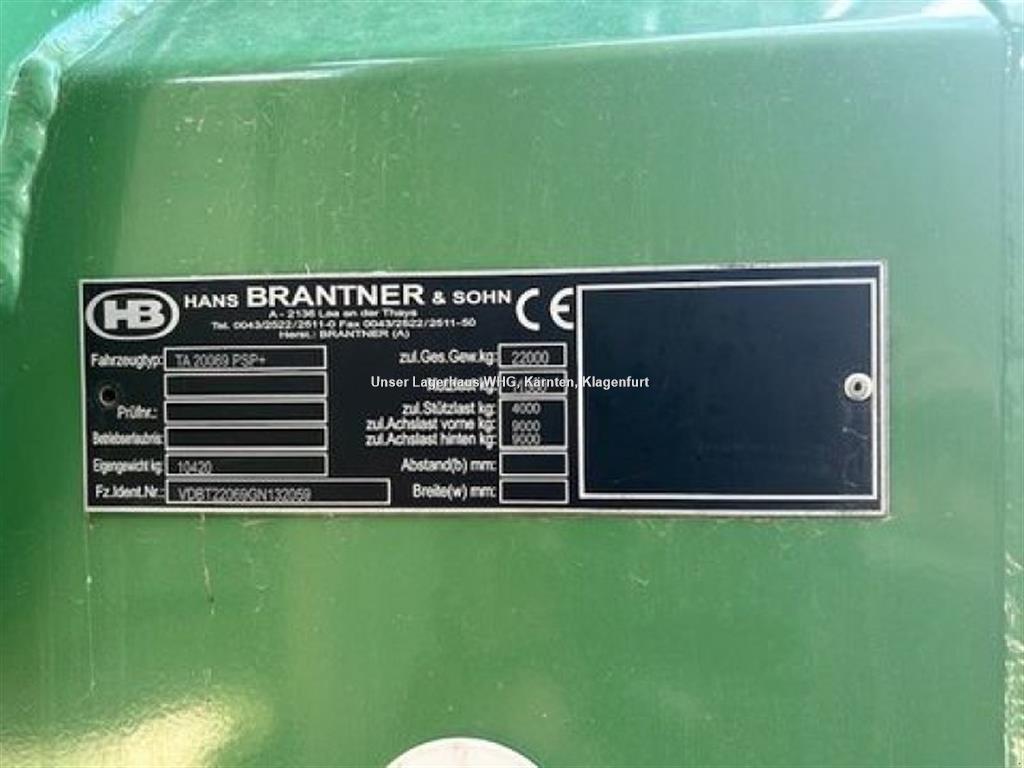 HB
HANS BRANTNER & SOHN
A - 2136 Laa an der Thaya
Tel. 0043/2522/2511-0 Fax 0043/2522/2511-50
Herst.: BRANTNER (A)
CE
Fahrzeugtyp: TA 20069 PSP+
Prüfnr.:
Betriebserlaubnis:
Eigengewicht kg: 10420
Fz.Ident.Nr.: VDBT22069GN132059
zul.Ges.Gew.kg: 22000
zul.Stützlast kg: 4000
zul.Achslast vorne kg: 9000
zul.Achslast hinten kg: 9000
Abstand(b) mm:
Breite(w) mm:
Unser Lagerhaus WHG, Kärnten, Klagenfurt